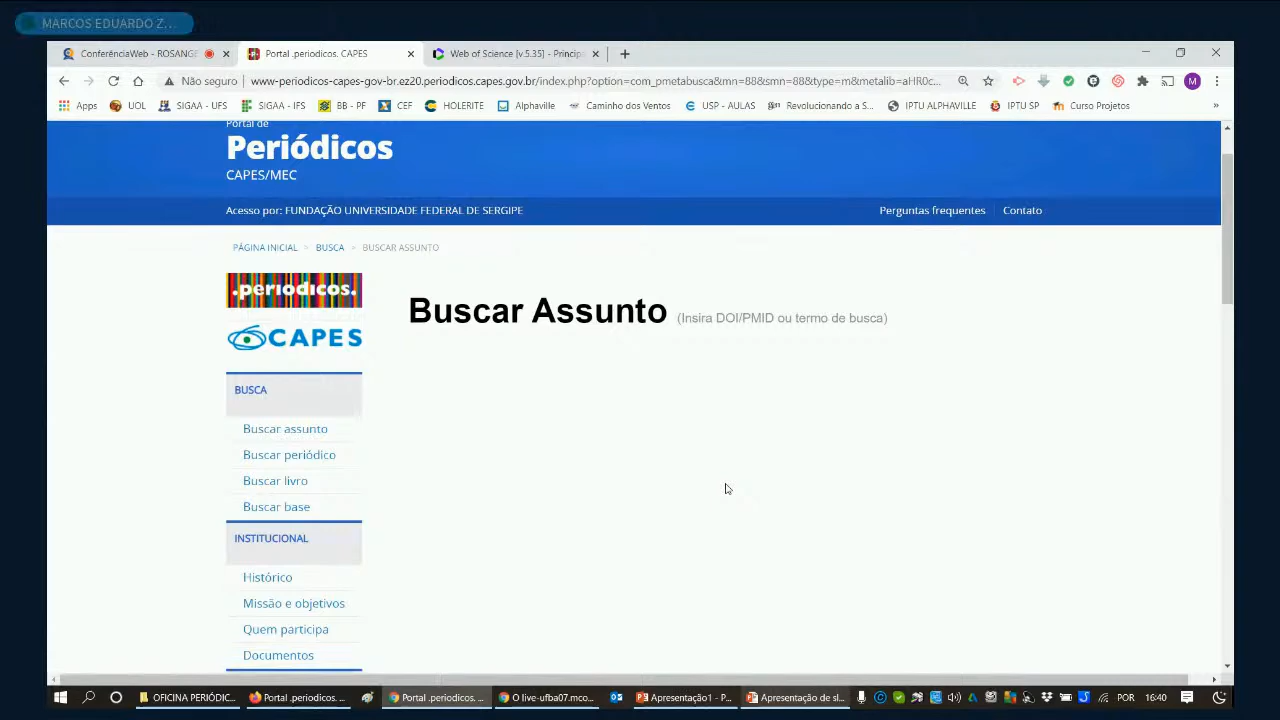 MARCOS EDUARDO Z...
ConferênciaWeb - ROSANGE
Portal .periodicos. CAPES
Web of Science [v.5.35] - Principa
Não seguro
www-periodicos-capes-gov-br.ez20.periodicos.capes.gov.br/index.php?option=com_pmetabusca&mn=88&smn=88&type=m&metalib=aHR0c...
M
Apps
UOL
SIGAA - UFS
SIGAA - IFS
BB - PF
CEF
HOLERITE
Alphaville
Caminho dos Ventos
USP - AULAS
Revolucionando a S...
IPTU ALPHAVILLE
IPTU SP
Curso Projetos
»
Portal de
Periódicos
CAPES/MEC
Acesso por: FUNDAÇÃO UNIVERSIDADE FEDERAL DE SERGIPE
Perguntas frequentes
Contato
PÁGINA INICIAL > BUSCA > BUSCAR ASSUNTO
.periodicos.
CAPES
Buscar Assunto (Insira DOI/PMID ou termo de busca)
BUSCA
Buscar assunto
Buscar periódico
Buscar livro
Buscar base
INSTITUCIONAL
Histórico
Missão e objetivos
Quem participa
Documentos
OFICINA PERIÓDIC...
Portal .periodicos. ...
Portal .periodicos. ...
O live-ufba07.mco...
Apresentação1 - P...
Apresentação de sl...
POR
16:40